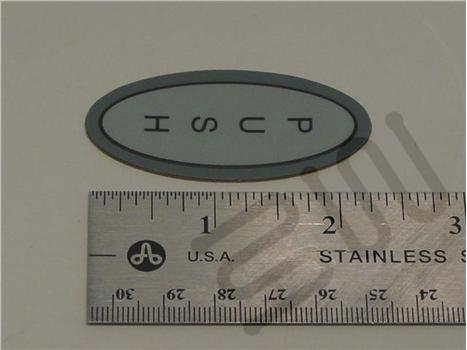 PUSH
1 2 3
U.S.A. STAINLESS S
30 29 28 27 26 25 24